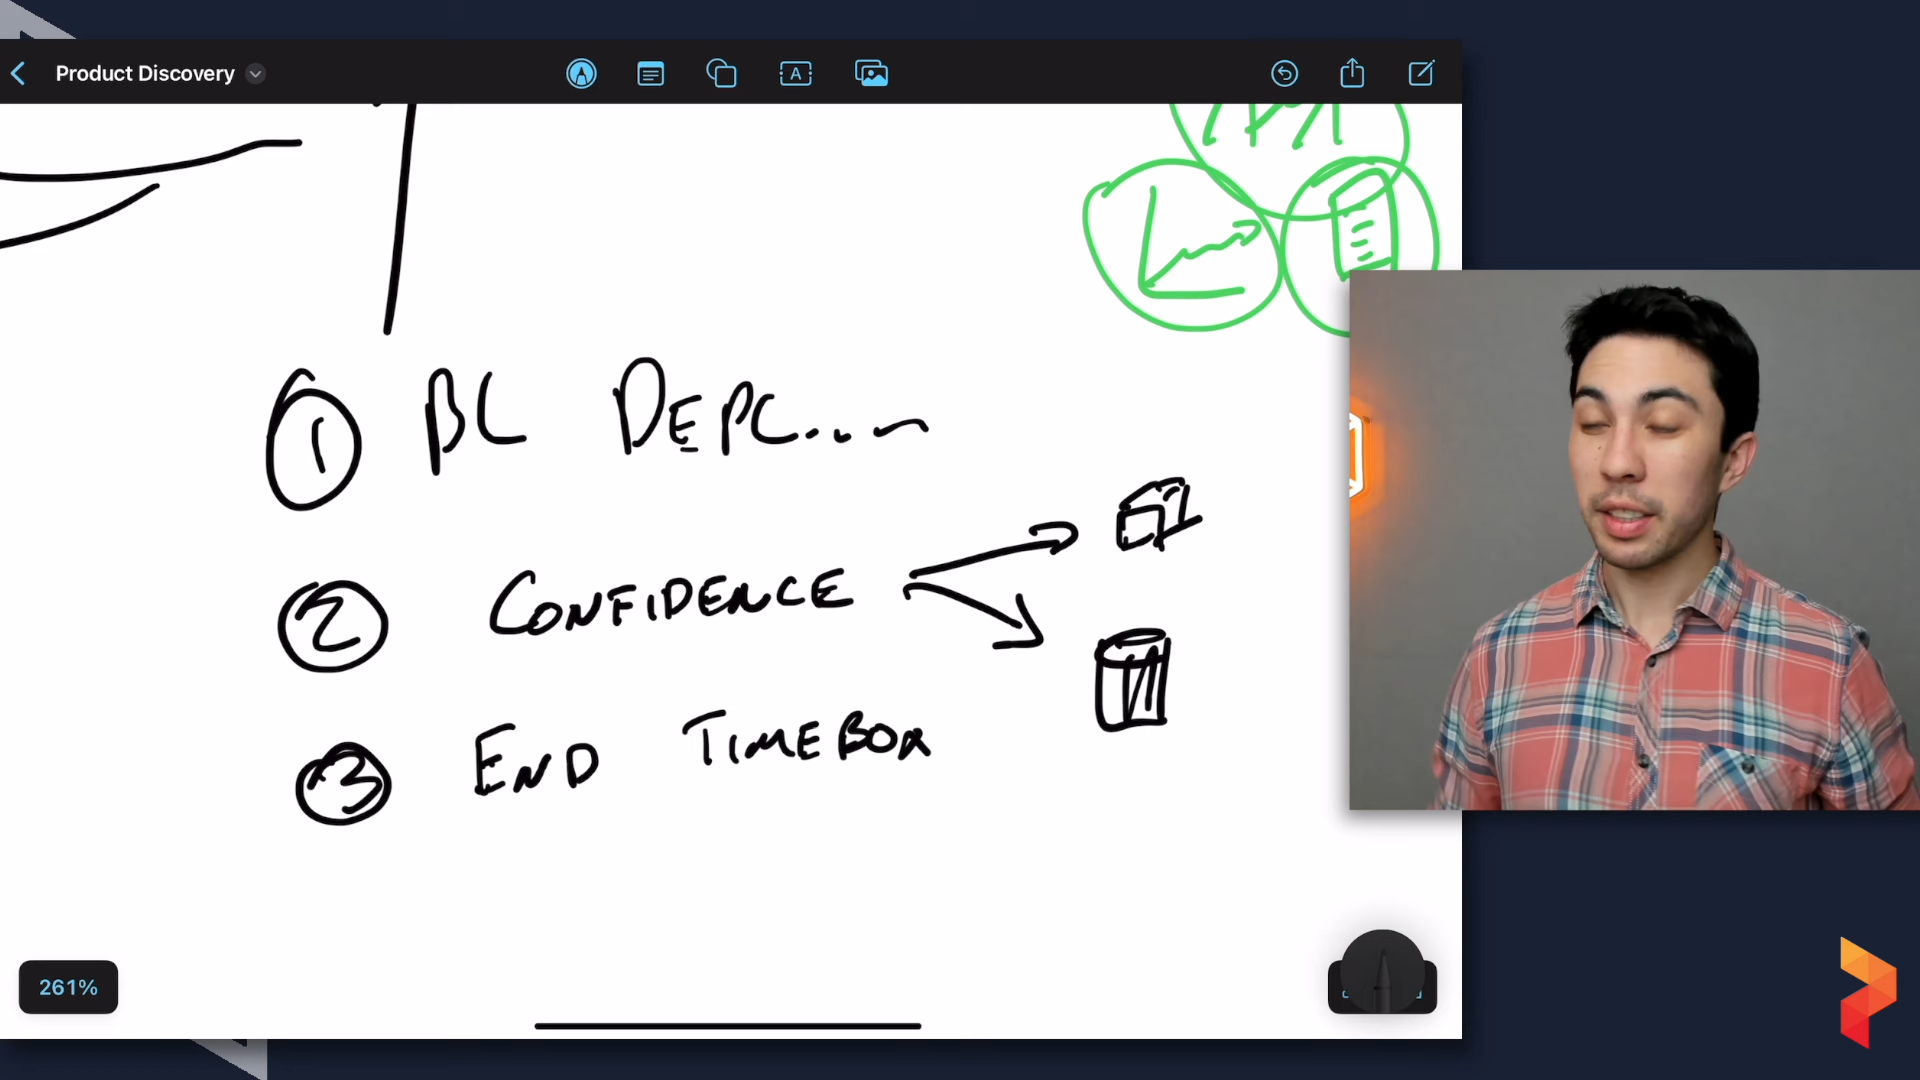 Product Discovery
A
1 BL DEPC...
2 CONFIDENCE
3 END TIMEBOX
261%